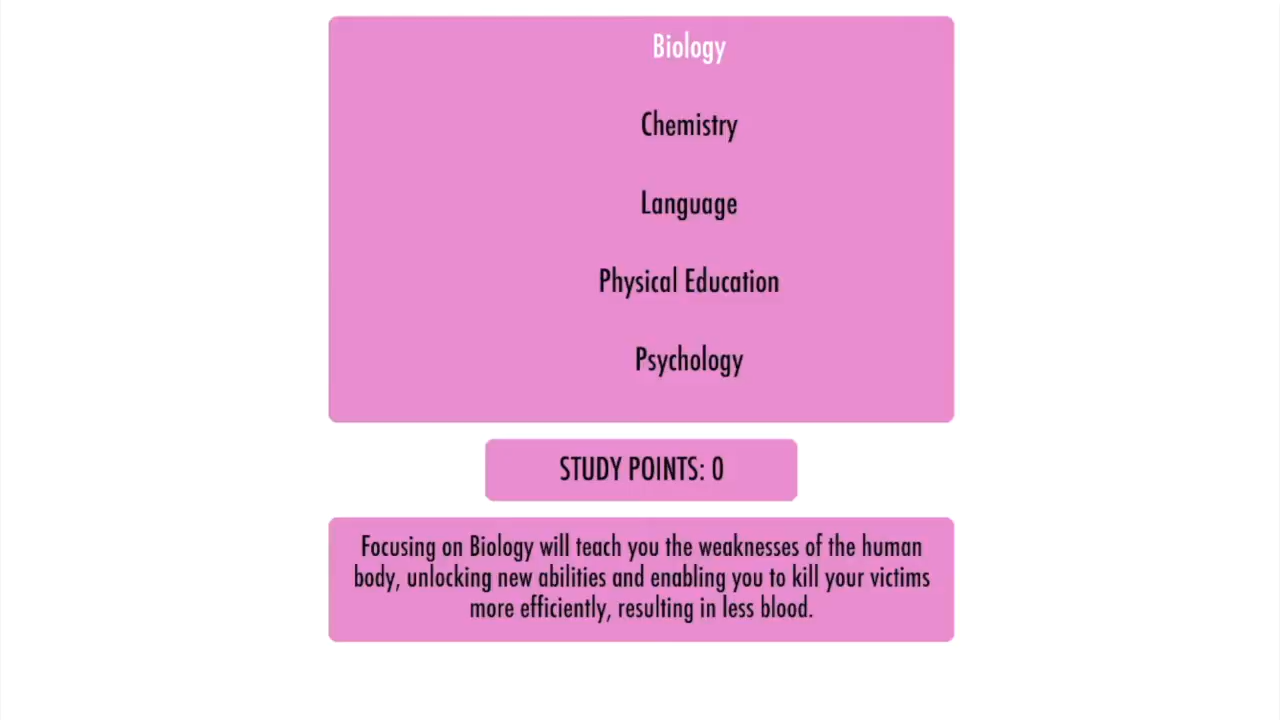 Biology
Chemistry
Language
Physical Education
Psychology
STUDY POINTS: 0
Focusing on Biology will teach you the weaknesses of the human
body, unlocking new abilities and enabling you to kill your victims
more efficiently, resulting in less blood.